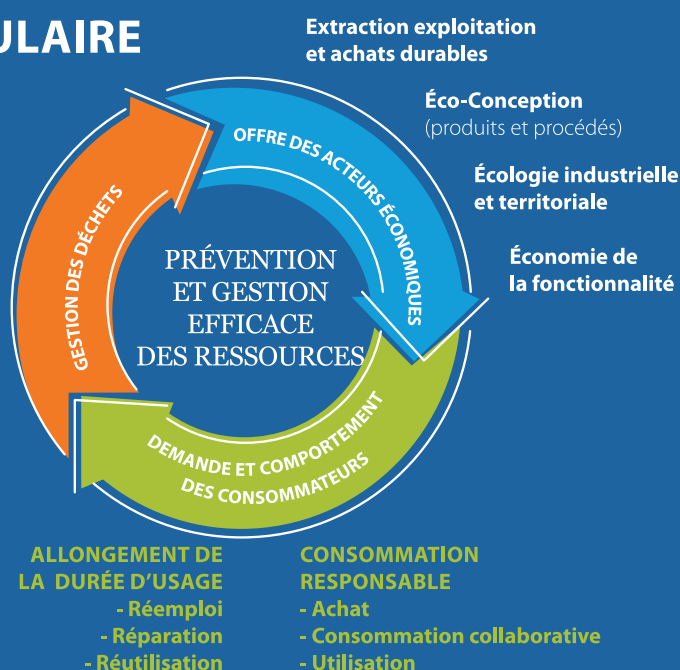 ULAIRE
Extraction exploitation
et achats durables
Éco-Conception
(produits et procédés)
Écologie industrielle
et territoriale
Économie de
la fonctionnalité
OFFRE DES ACTEURS ÉCONOMIQUES
GESTION DES DÉCHETS
PRÉVENTION
ET GESTION
EFFICACE
DES RESSOURCES
DEMANDE ET COMPORTEMENT
DES CONSOMMATEURS
ALLONGEMENT DE
LA DURÉE D'USAGE
- Réemploi
- Réparation
- Réutilisation
CONSOMMATION
RESPONSABLE
- Achat
- Consommation collaborative
- Utilisation